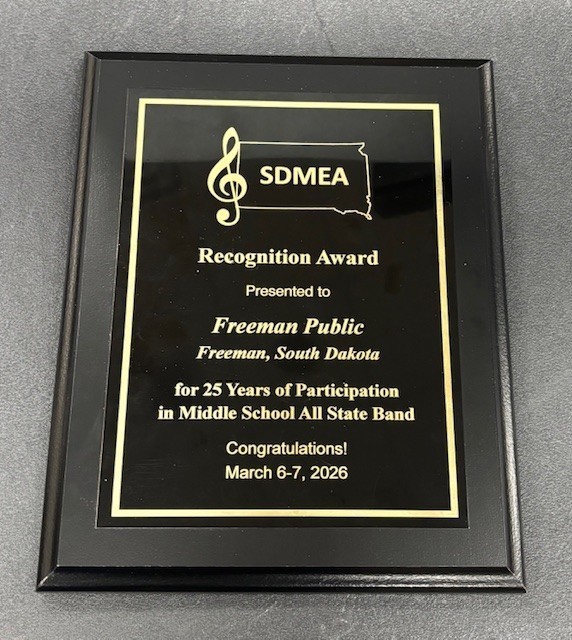 SDMEA
Recognition Award
Presented to
Freeman Public
Freeman, South Dakota
for 25 Years of Participation
in Middle School All State Band
Congratulations!
March 6-7, 2026